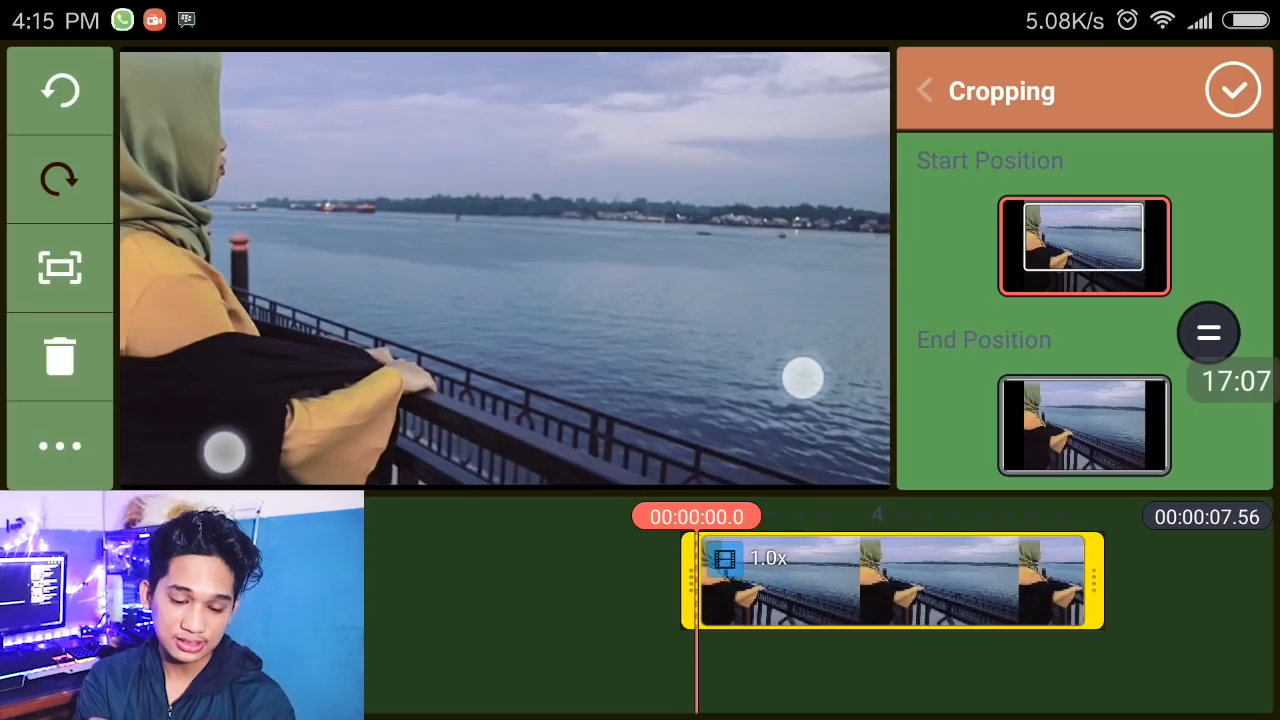 4:15 PM
5.08K/s
Cropping
Start Position
End Position
17:07
00:00:00.0
4
00:00:07.56
1.0x